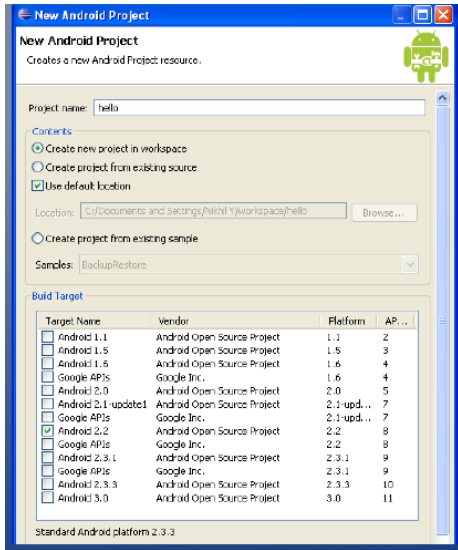 New Android Project
New Android Project
Creates a new Android Project resource.
Project name: hello
Contents
Create new project in workspace
Create project from existing source
Use default location
Location: C:/Documents and Settings/Nikhil Y/workspace/hello Browse...
Create project from existing sample
Samples: BackupRestore
Build Target
Target Name Vendor Platform AP...
Android 1.1 Android Open Source Project 1.1 2
Android 1.5 Android Open Source Project 1.5 3
Android 1.6 Android Open Source Project 1.6 4
Google APIs Google Inc. 1.6 4
Android 2.0 Android Open Source Project 2.0 5
Android 2.1-update1 Android Open Source Project 2.1-upd... 7
Google APIs Google Inc. 2.1-upd... 7
Android 2.2 Android Open Source Project 2.2 8
Google APIs Google Inc. 2.2 8
Android 2.3.1 Android Open Source Project 2.3.1 9
Google APIs Google Inc. 2.3.1 9
Android 2.3.3 Android Open Source Project 2.3.3 10
Android 3.0 Android Open Source Project 3.0 11
Standard Android platform 2.3.3